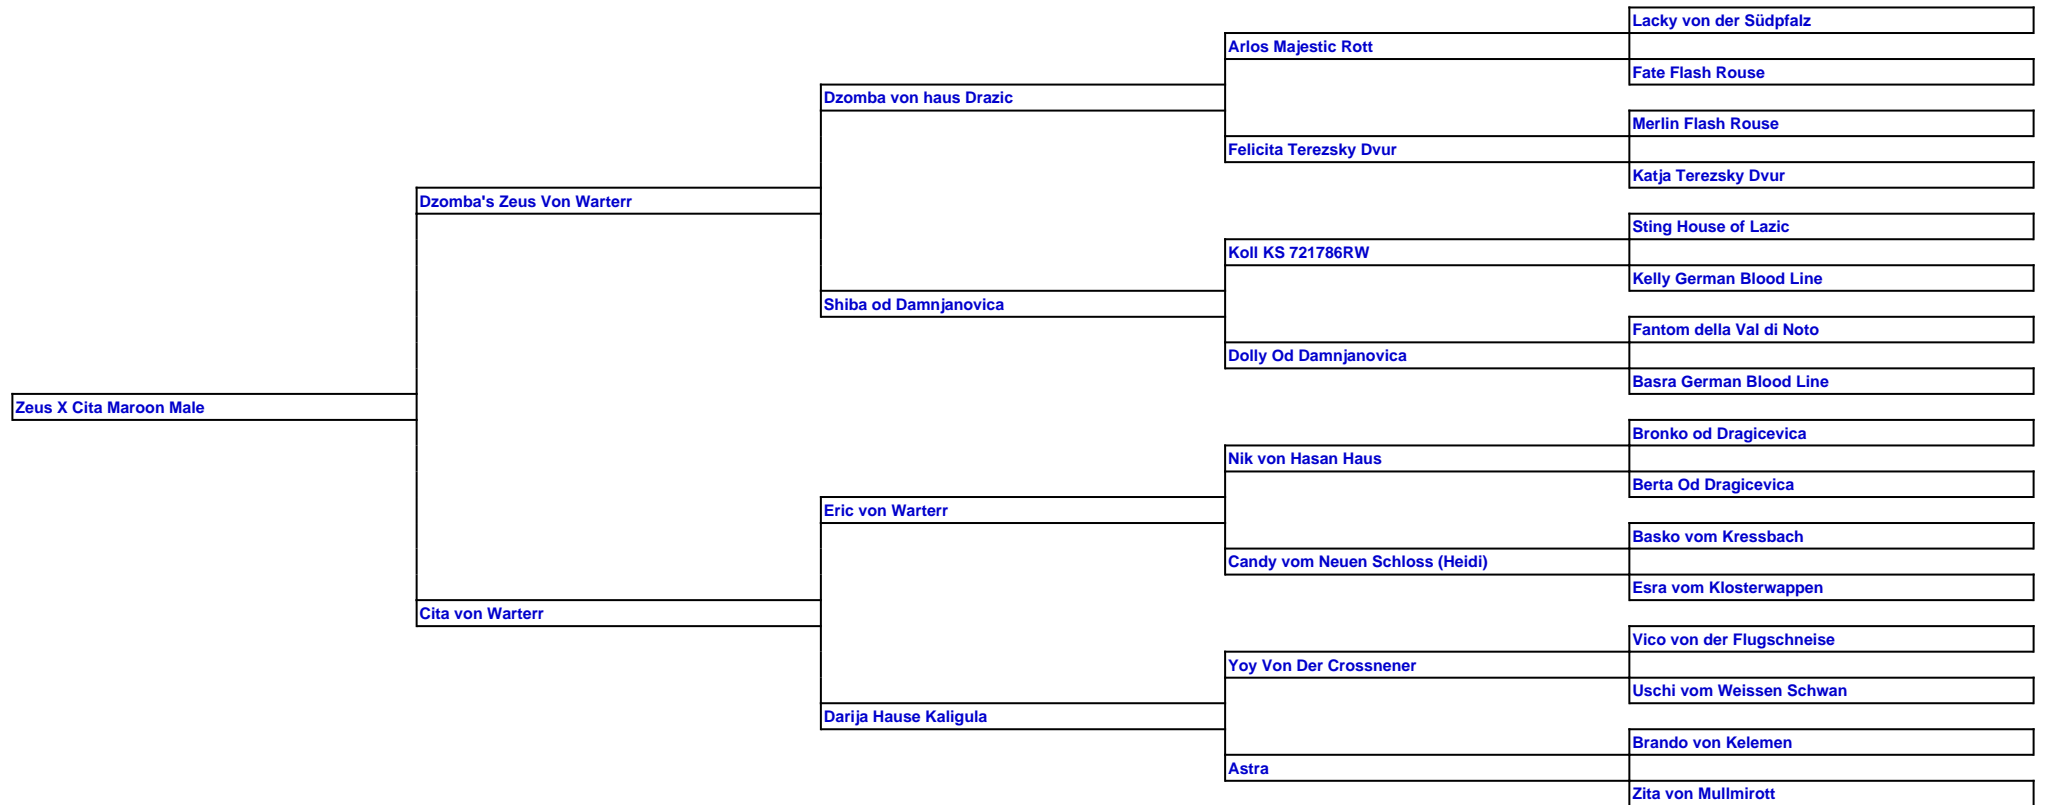 Lacky von der Südpfalz
Arlos Majestic Rott
Fate Flash Rouse
Dzomba von haus Drazic
Merlin Flash Rouse
Felicita Terezsky Dvur
Katja Terezsky Dvur
Dzomba's Zeus Von Warterr
Sting House of Lazic
Koll KS 721786RW
Kelly German Blood Line
Shiba od Damnjanovica
Fantom della Val di Noto
Dolly Od Damnjanovica
Basra German Blood Line
Zeus X Cita Maroon Male
Bronko od Dragicevica
Nik von Hasan Haus
Berta Od Dragicevica
Eric von Warterr
Basko vom Kressbach
Candy vom Neuen Schloss (Heidi)
Esra vom Klosterwappen
Cita von Warterr
Vico von der Flugschneise
Yoy Von Der Crossnener
Uschi vom Weissen Schwan
Darija Hause Kaligula
Brando von Kelemen
Astra
Zita von Mullmirott